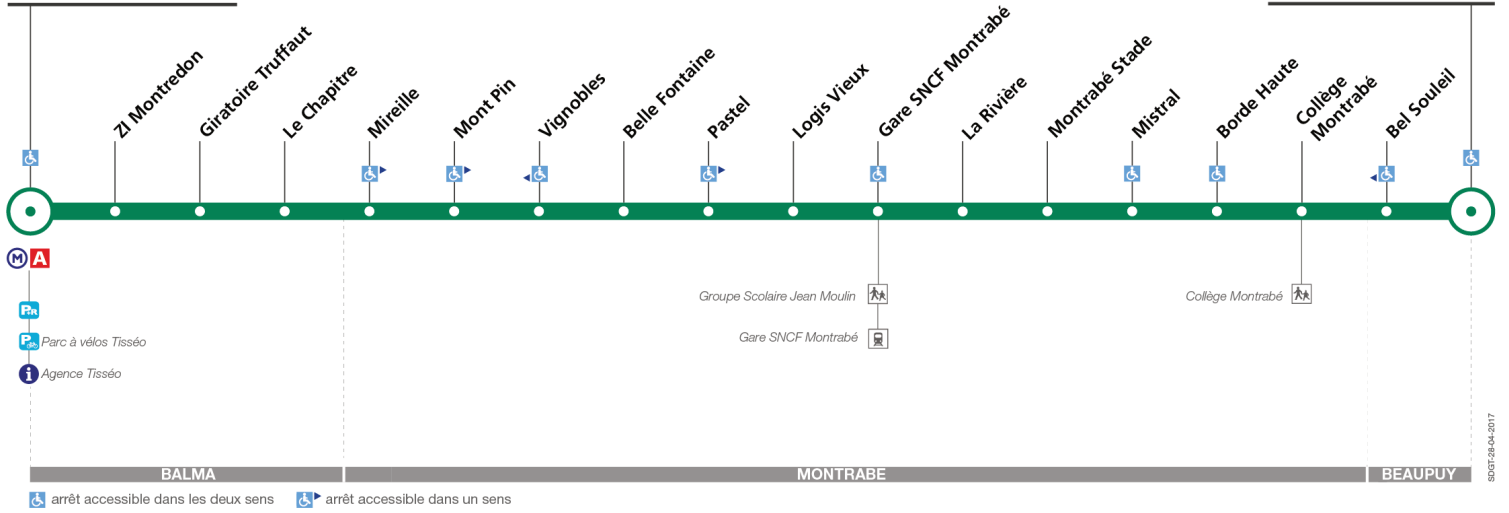 ZI Montredon
Giratoire Truffaut
Le Chapitre
Mireille
Mont Pin
Vignobles
Belle Fontaine
Pastel
Logis Vieux
Gare SNCF Montrabé
La Rivière
Montrabé Stade
Mistral
Borde Haute
Collège
Montrabé
Bel Souleil
M A
P+R
P
Parc à vélos Tisséo
i Agence Tisséo
Groupe Scolaire Jean Moulin
Gare SNCF Montrabé
Collège Montrabé
BALMA
MONTRABE
BEAUPUY
arrêt accessible dans les deux sens
arrêt accessible dans un sens
SDGT-28-04-2017